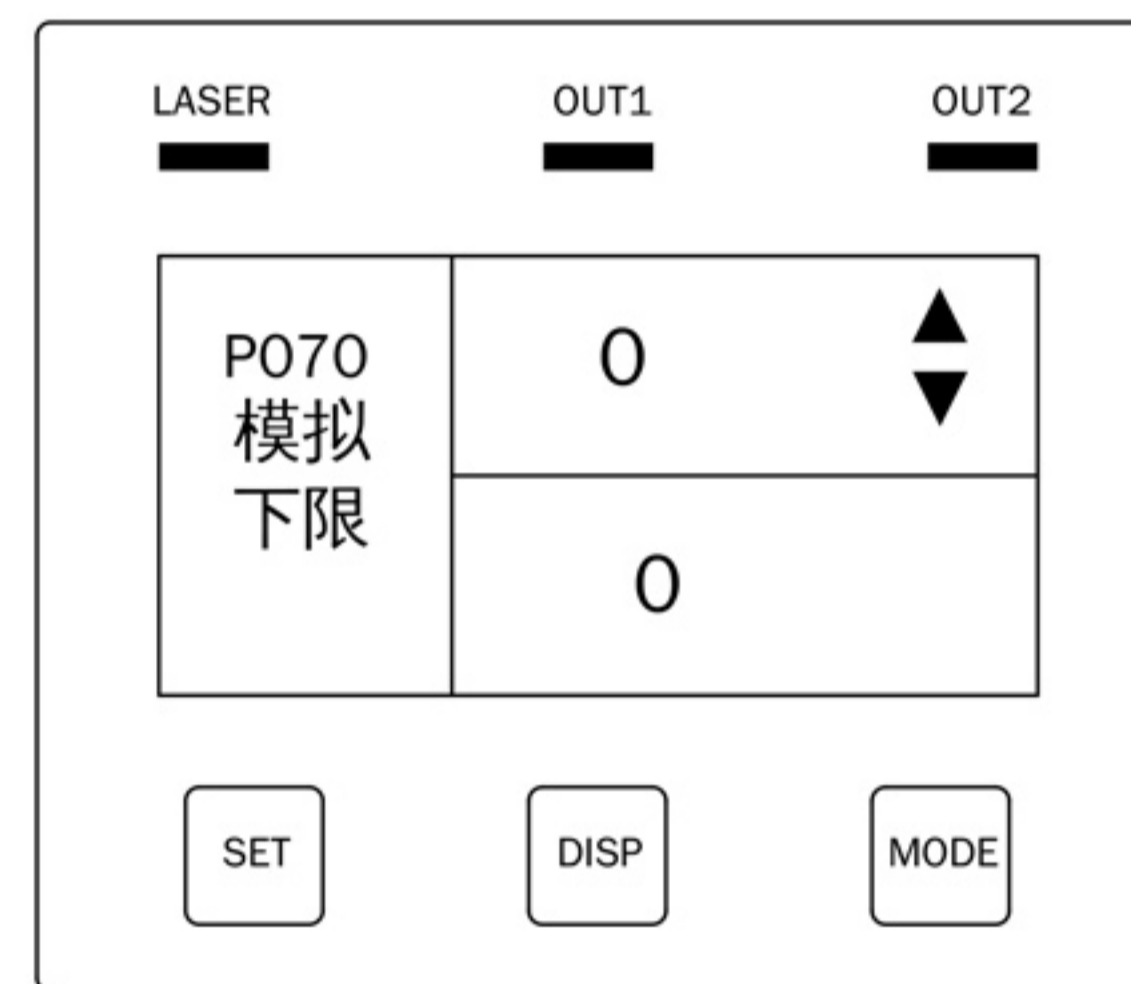 LASER
OUT1
OUT2
P070
模拟
下限
0
0
SET
DISP
MODE